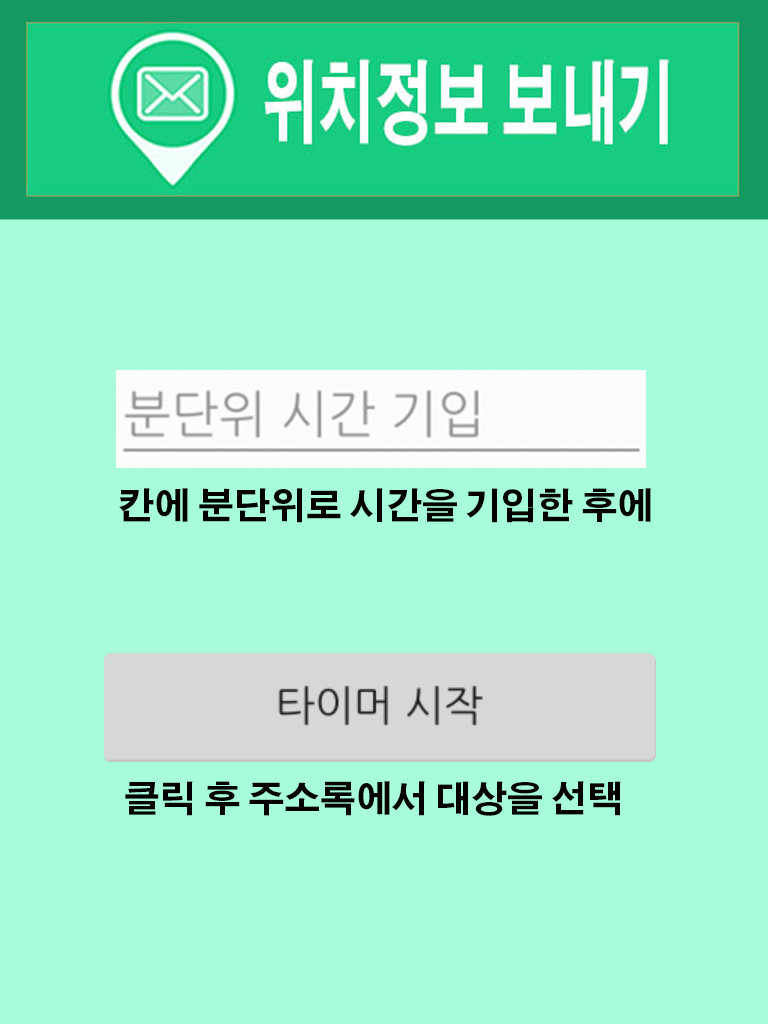 위치정보 보내기
분단위 시간 기입
칸에 분단위로 시간을 기입한 후에
타이머 시작
클릭 후 주소록에서 대상을 선택